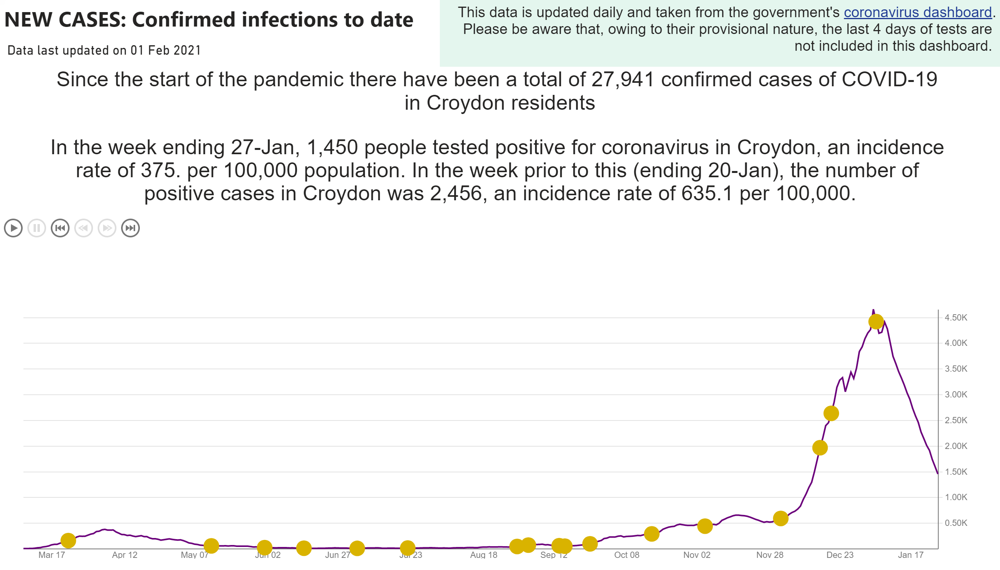 NEW CASES: Confirmed infections to date
Data last updated on 01 Feb 2021
This data is updated daily and taken from the government's coronavirus dashboard.
Please be aware that, owing to their provisional nature, the last 4 days of tests are
not included in this dashboard.
Since the start of the pandemic there have been a total of 27,941 confirmed cases of COVID-19
in Croydon residents
In the week ending 27-Jan, 1,450 people tested positive for coronavirus in Croydon, an incidence
rate of 375. per 100,000 population. In the week prior to this (ending 20-Jan), the number of
positive cases in Croydon was 2,456, an incidence rate of 635.1 per 100,000.
4.50K
4.00K
3.50K
3.00K
2.50K
2.00K
1.50K
1.00K
0.50K
Mar 17 Apr 12 May 07 Jun 02 Jun 27 Jul 23 Aug 18 Sep 12 Oct 08 Nov 02 Nov 28 Dec 23 Jan 17